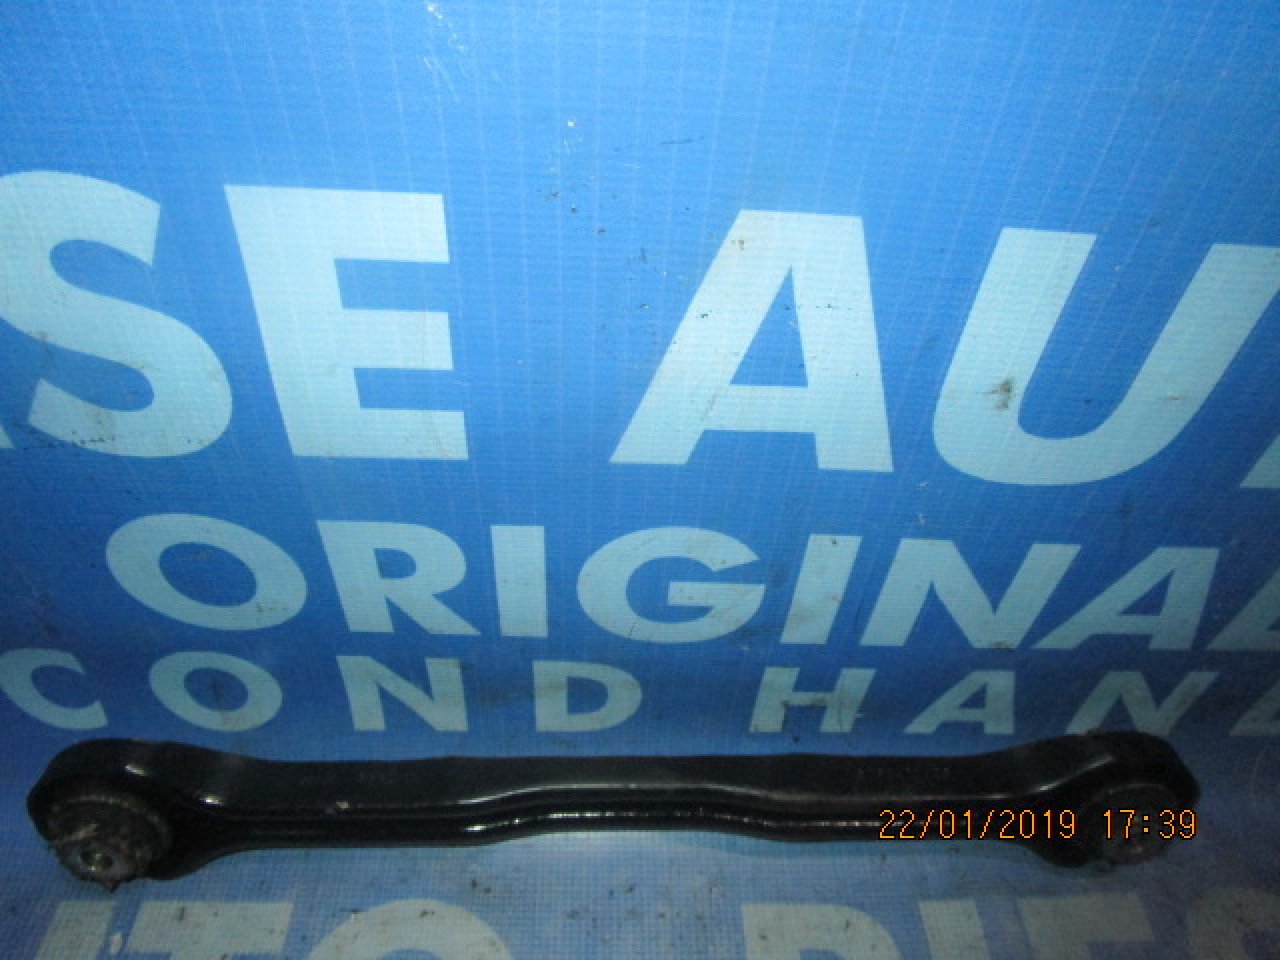 SE AU
ORIGINA
COND HAN
22/01/2019 17:39